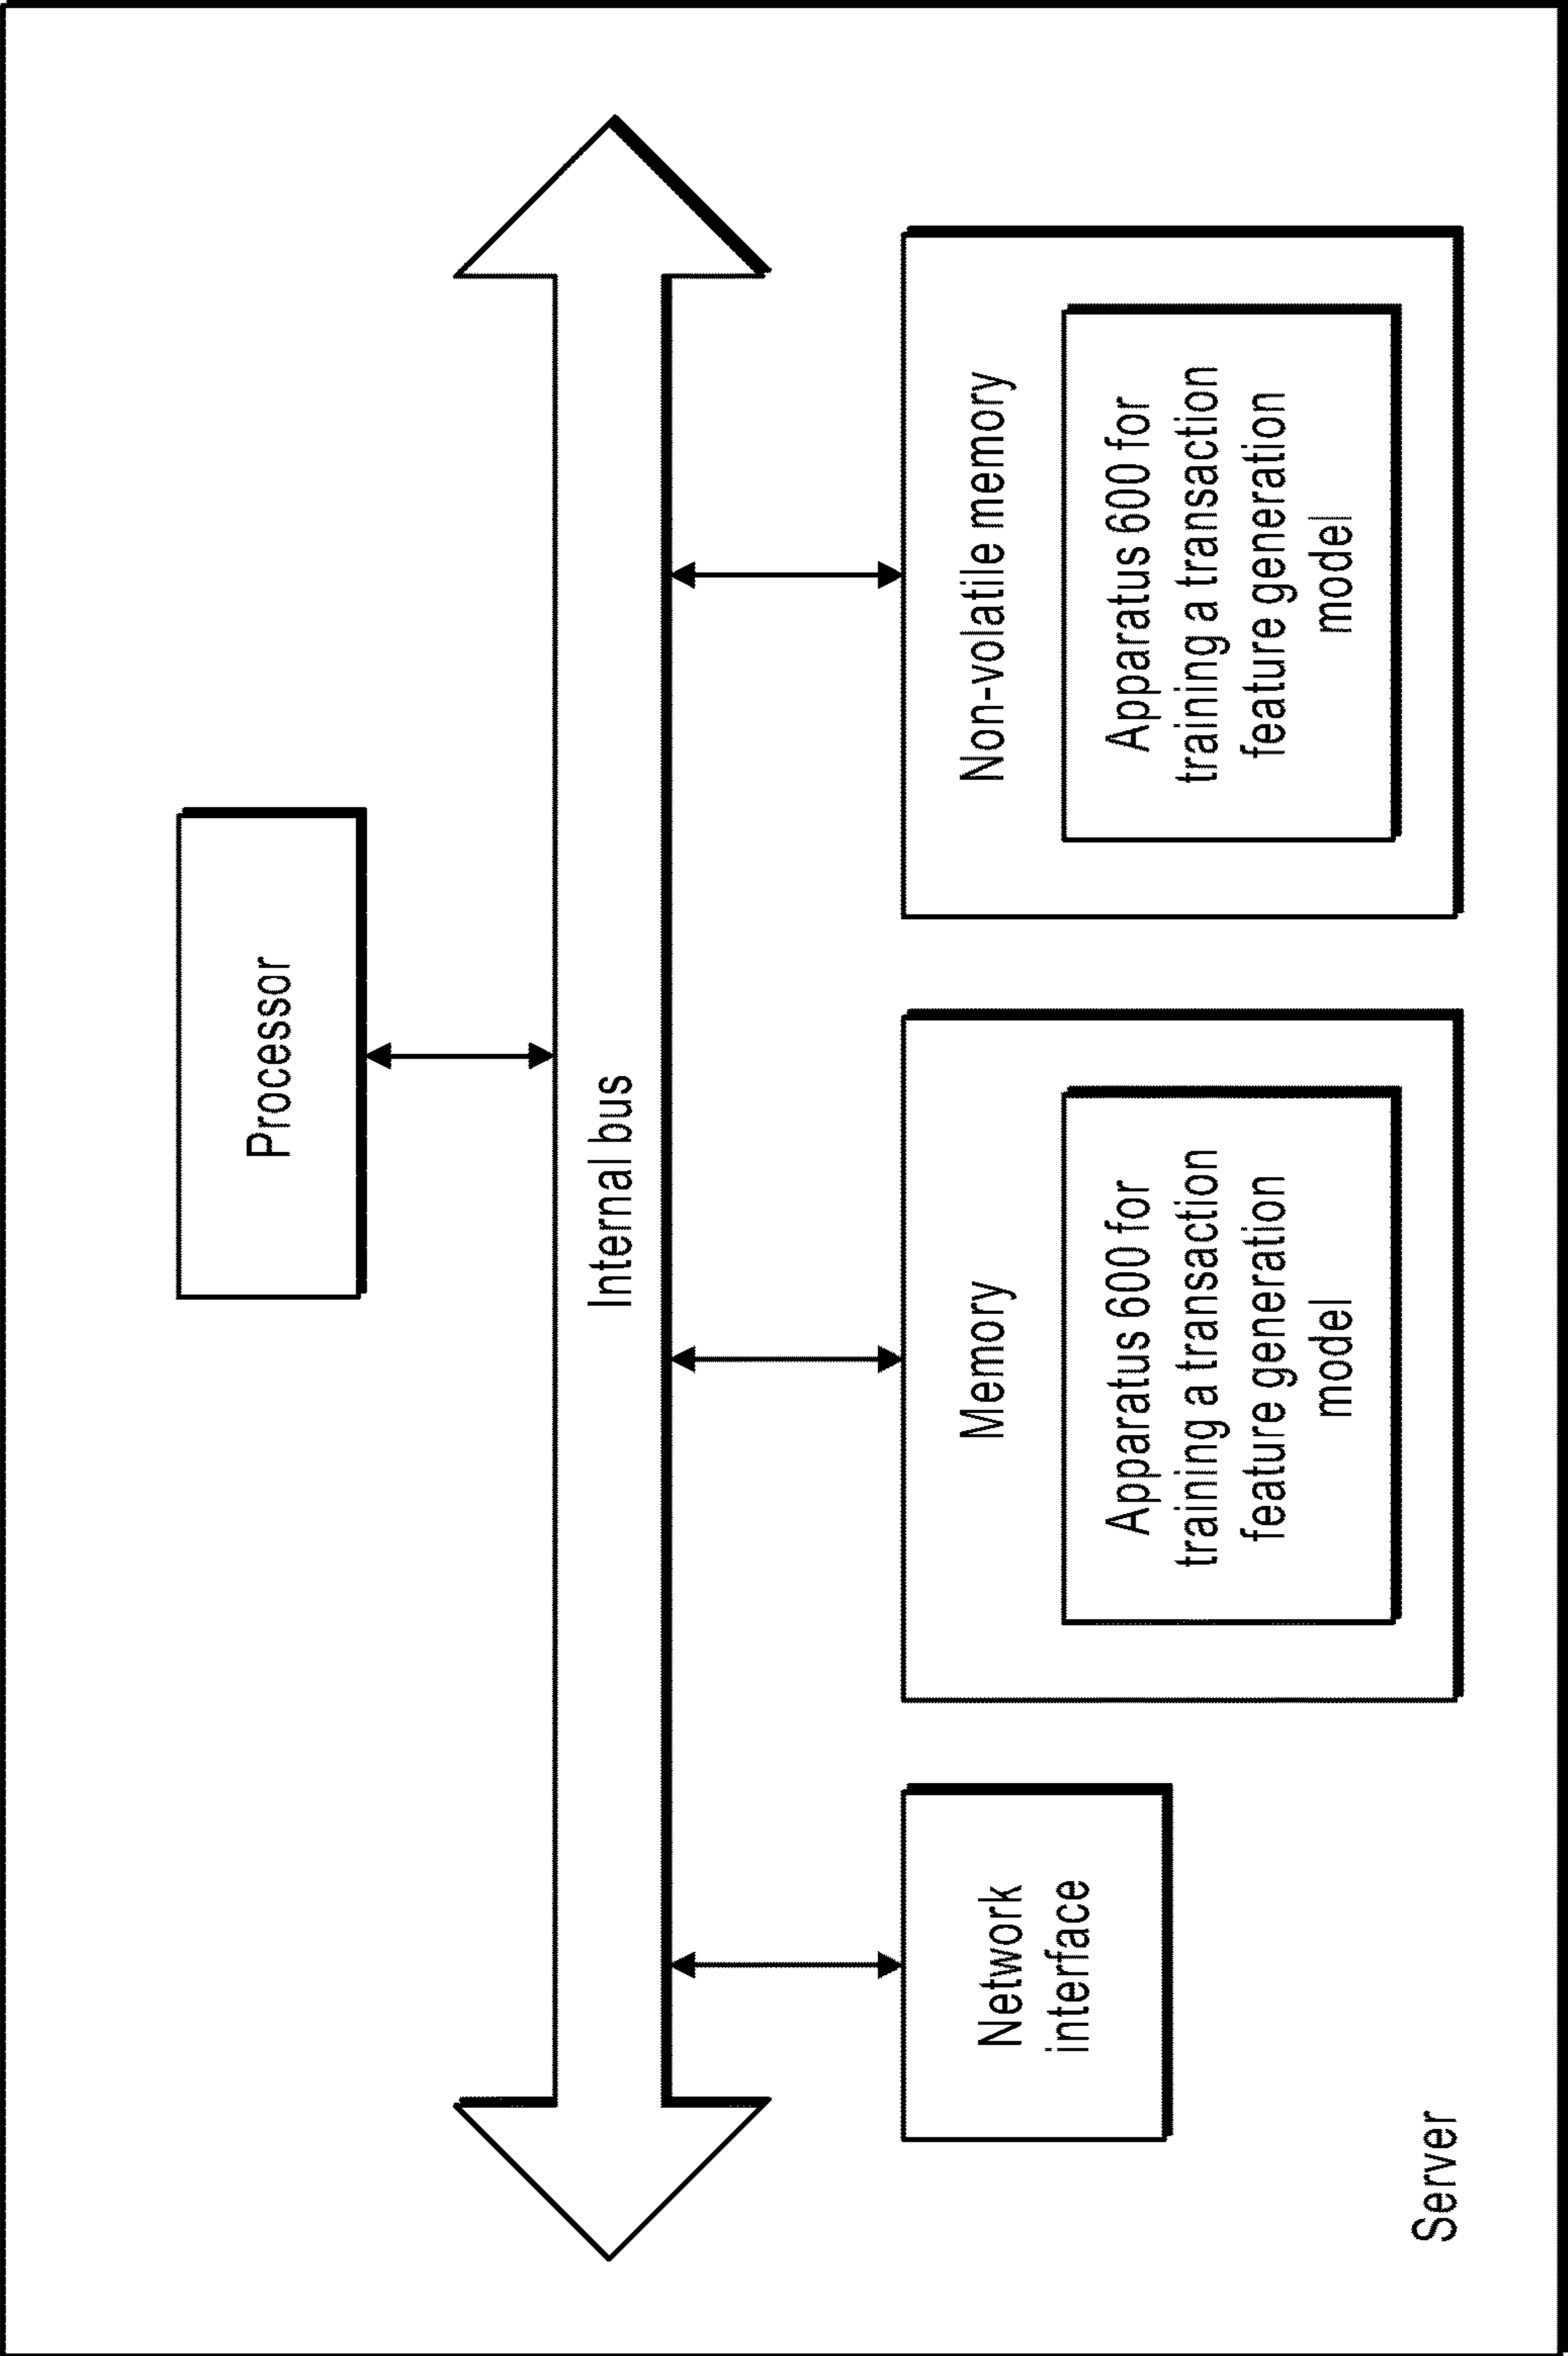 Processor
Internal bus
Network
interface
Memory
Apparatus 600 for
training a transaction
feature generation
model
Non-volatile memory
Apparatus 600 for
training a transaction
feature generation
model
Server